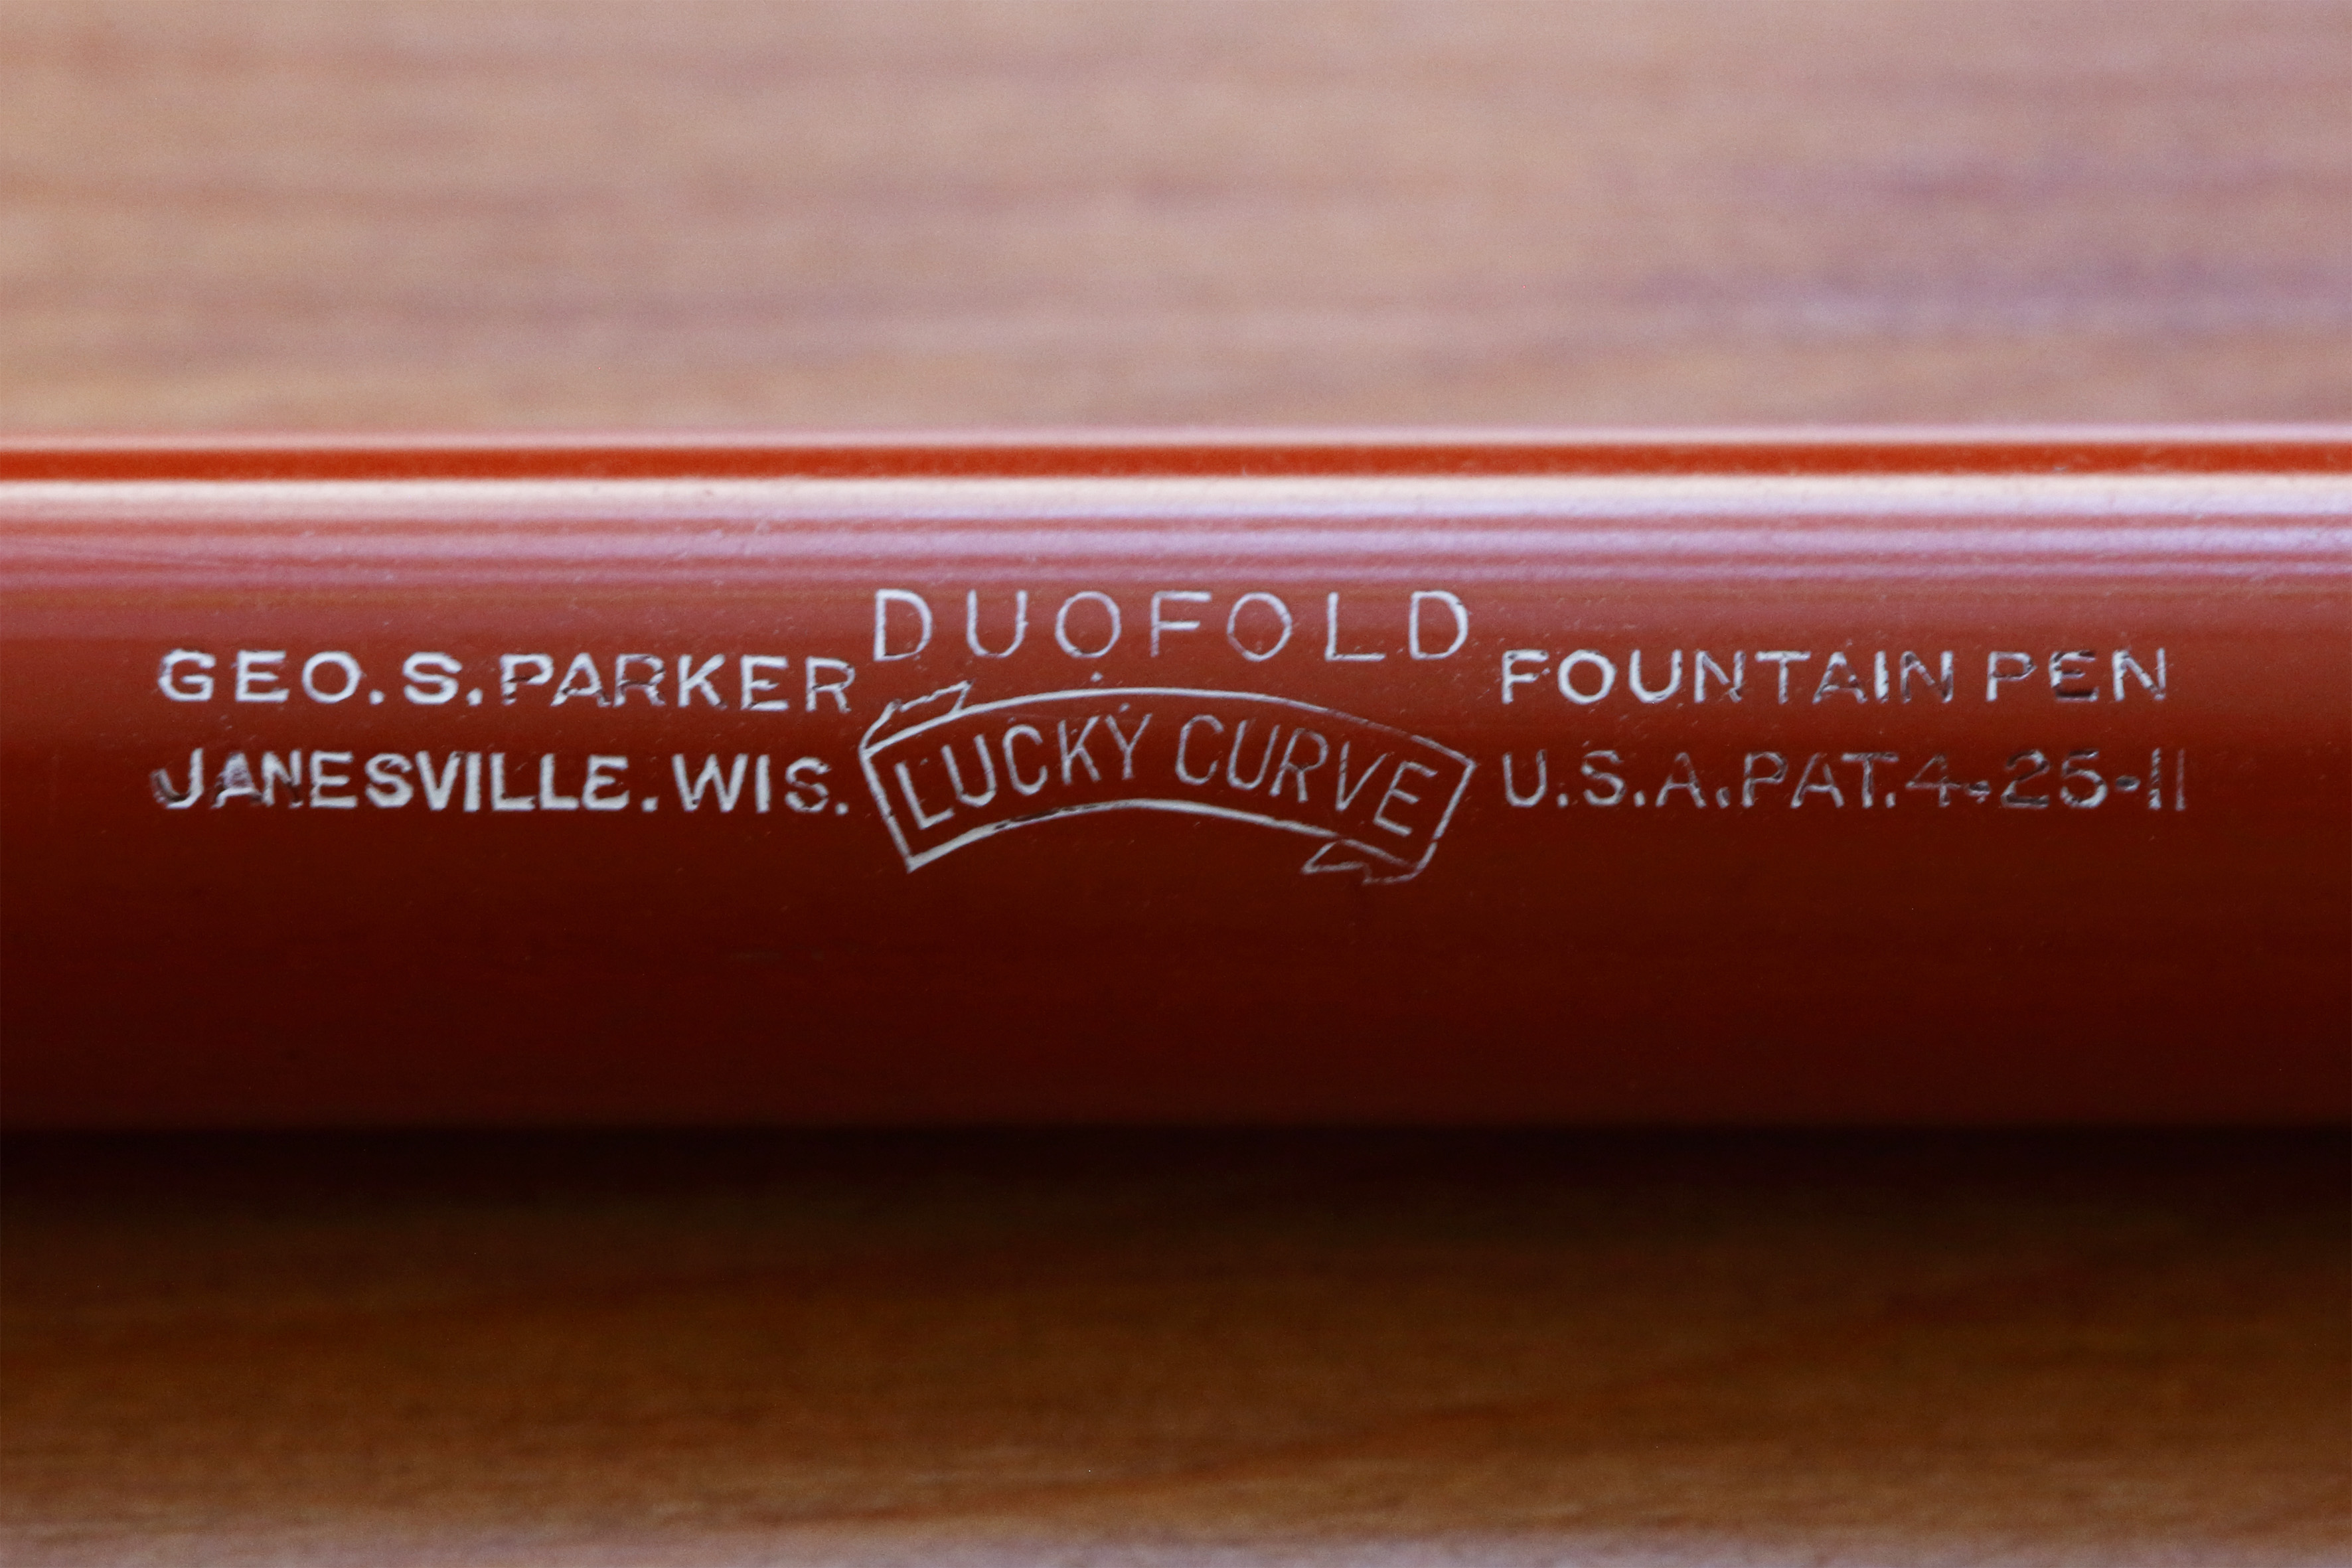 DUOFOLD
GEO. S. PARKER
FOUNTAIN PEN
LUCKY CURVE
JANESVILLE. WIS.
U.S.A. PAT. 4-25-11